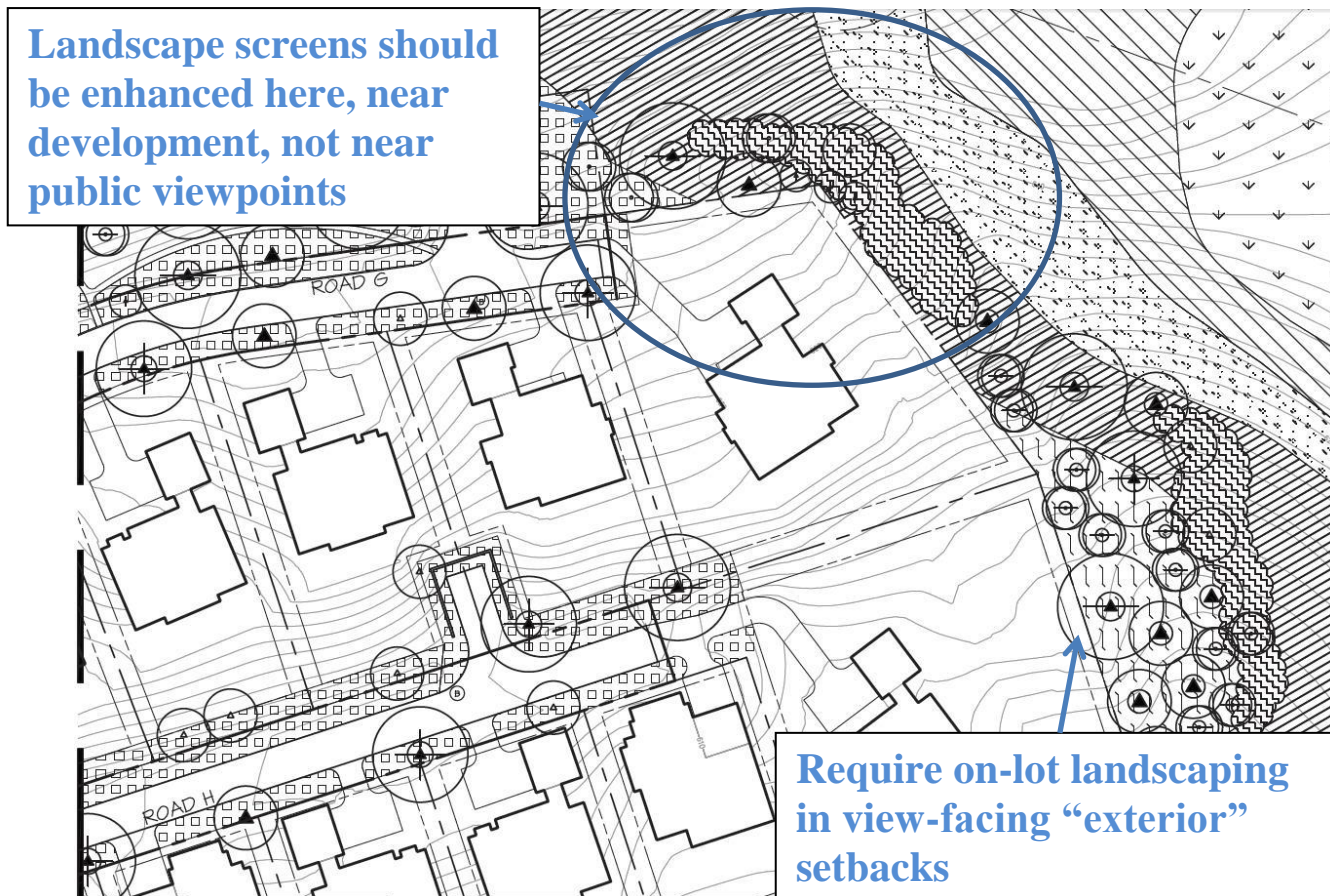 Landscape screens should
be enhanced here, near
development, not near
public viewpoints
ROAD G
B
B
610
ROAD H
Require on-lot landscaping
in view-facing “exterior”
setbacks